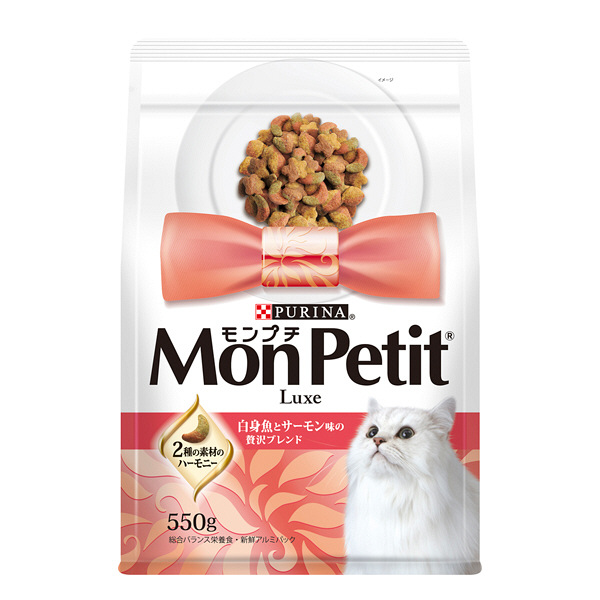 イメージ
PURINA®
モンプチ
MonPetit®
Luxe
白身魚とサーモン味の
贅沢ブレンド
2種の素材の
ハーモニー
550g
総合バランス栄養食・新鮮アルミパック